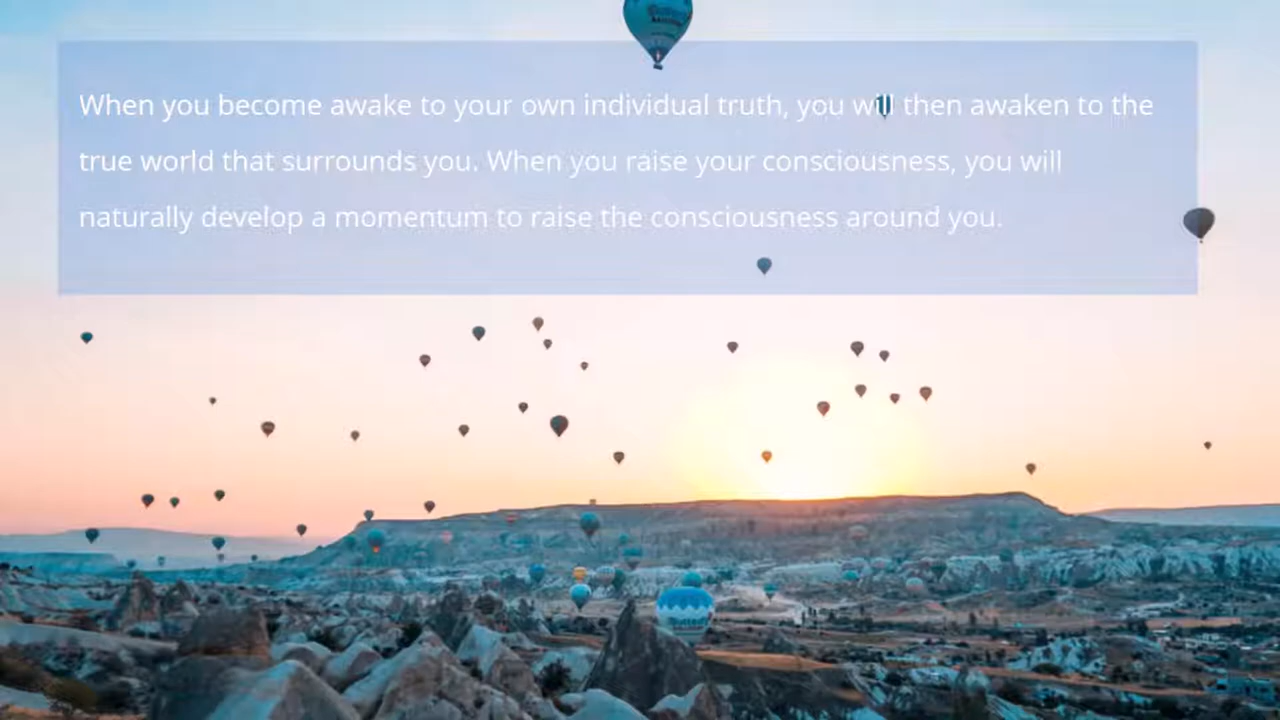 When you become awake to your own individual truth, you will then awaken to the
true world that surrounds you. When you raise your consciousness, you will
naturally develop a momentum to raise the consciousness around you.